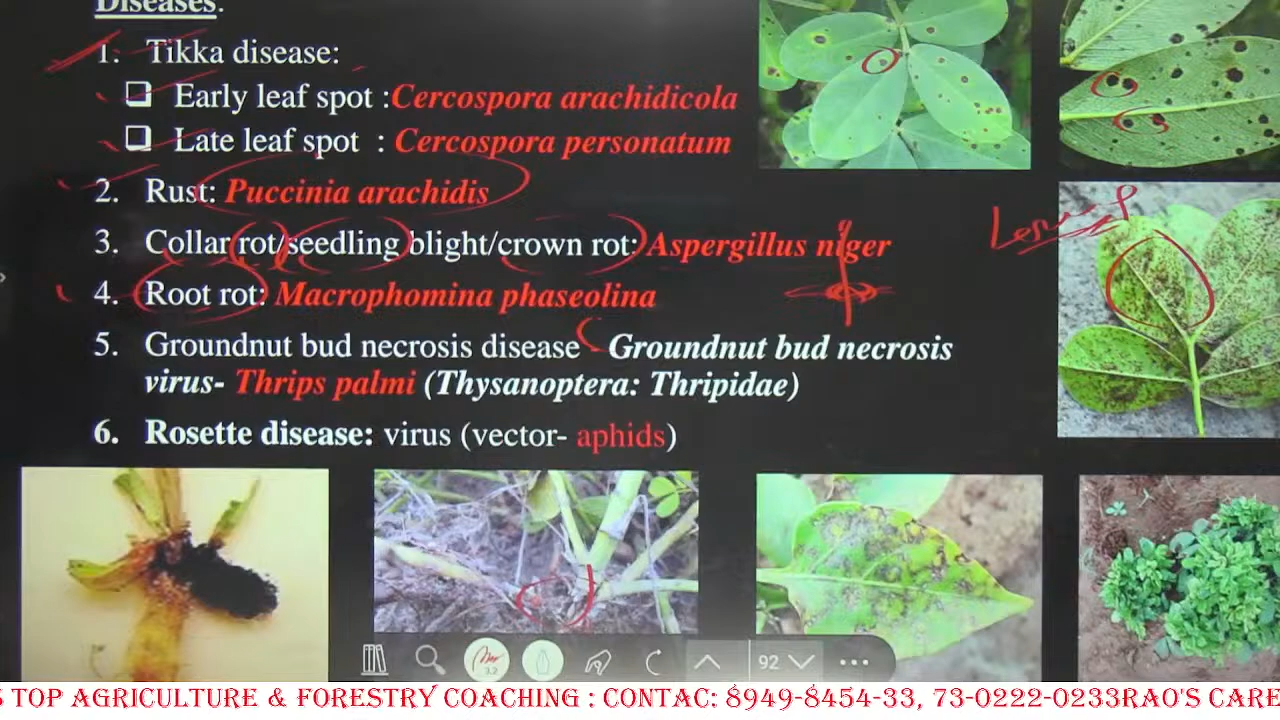 Diseases:
1. Tikka disease:
❑ Early leaf spot :Cercospora arachidicola
❑ Late leaf spot : Cercospora personatum
2. Rust: Puccinia arachidis
3. Collar rot/seedling blight/crown rot: Aspergillus niger
4. Root rot: Macrophomina phaseolina
5. Groundnut bud necrosis disease - Groundnut bud necrosis
virus- Thrips palmi (Thysanoptera: Thripidae)
6. Rosette disease: virus (vector- aphids)
3.2
92
S TOP AGRICULTURE & FORESTRY COACHING : CONTAC: 8949-8454-33, 73-0222-0233RAO'S CARE